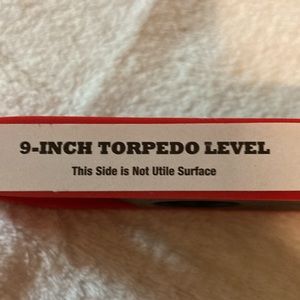 9-INCH TORPEDO LEVEL
This Side is Not Utile Surface